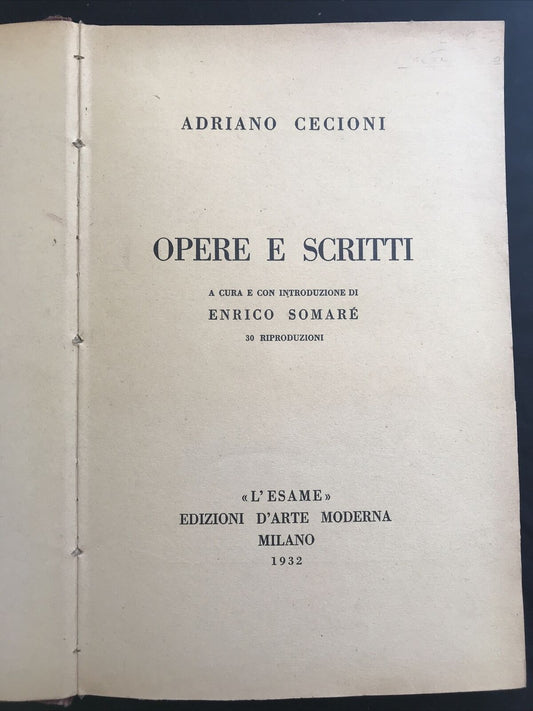 ADRIANO CECIONI
OPERE E SCRITTI
A CURA E CON INTRODUZIONE DI
ENRICO SOMARÉ
30 RIPRODUZIONI
«L'ESAME»
EDIZIONI D'ARTE MODERNA
MILANO
1932